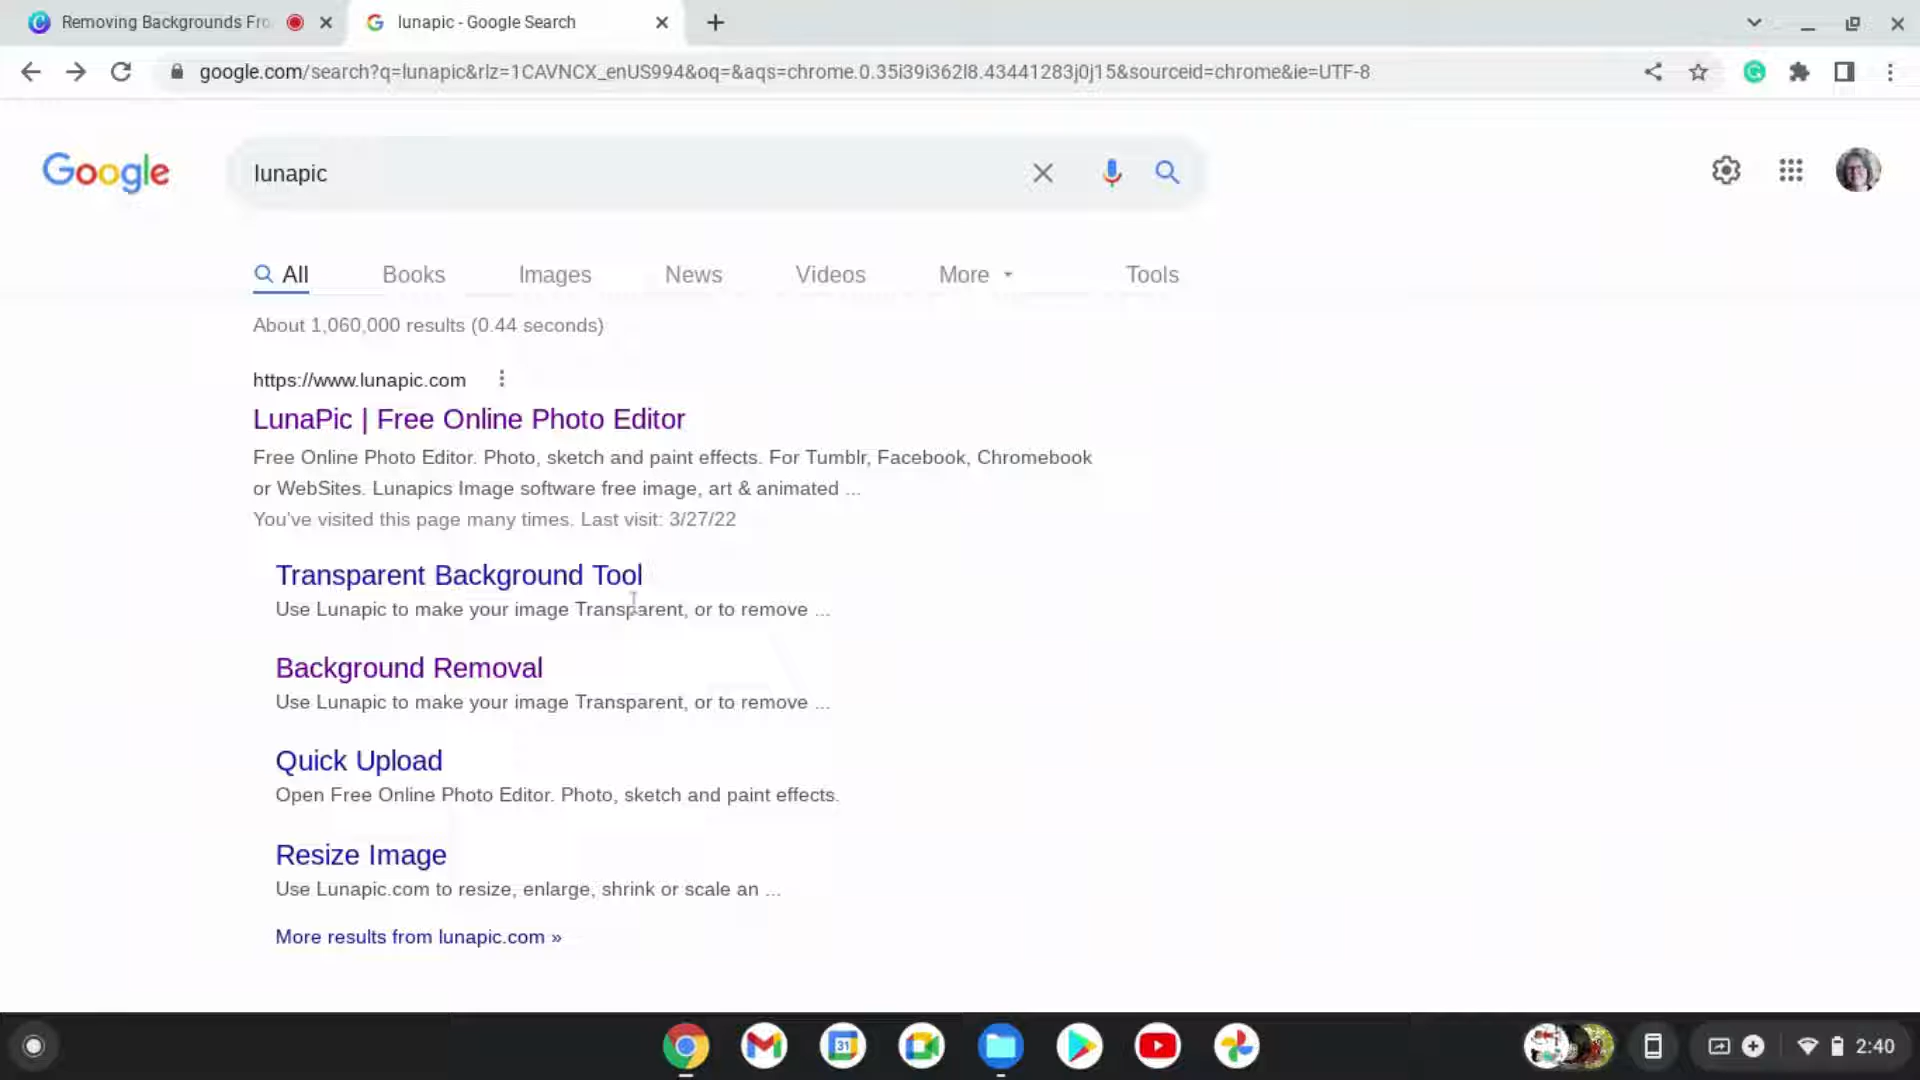 Removing Backgrounds Fro
lunapic - Google Search
google.com/search?q=lunapic&rlz=1CAVNCX_enUS994&oq=&aqs=chrome.0.35i39i362l8.43441283j0j15&sourceid=chrome&ie=UTF-8
Google
lunapic
All
Books
Images
News
Videos
More
Tools
About 1,060,000 results (0.44 seconds)
https://www.lunapic.com
LunaPic | Free Online Photo Editor
Free Online Photo Editor. Photo, sketch and paint effects. For Tumblr, Facebook, Chromebook
or WebSites. Lunapics Image software free image, art & animated ...
You've visited this page many times. Last visit: 3/27/22
Transparent Background Tool
Use Lunapic to make your image Transparent, or to remove ...
Background Removal
Use Lunapic to make your image Transparent, or to remove ...
Quick Upload
Open Free Online Photo Editor. Photo, sketch and paint effects.
Resize Image
Use Lunapic.com to resize, enlarge, shrink or scale an ...
More results from lunapic.com »
31
2:40